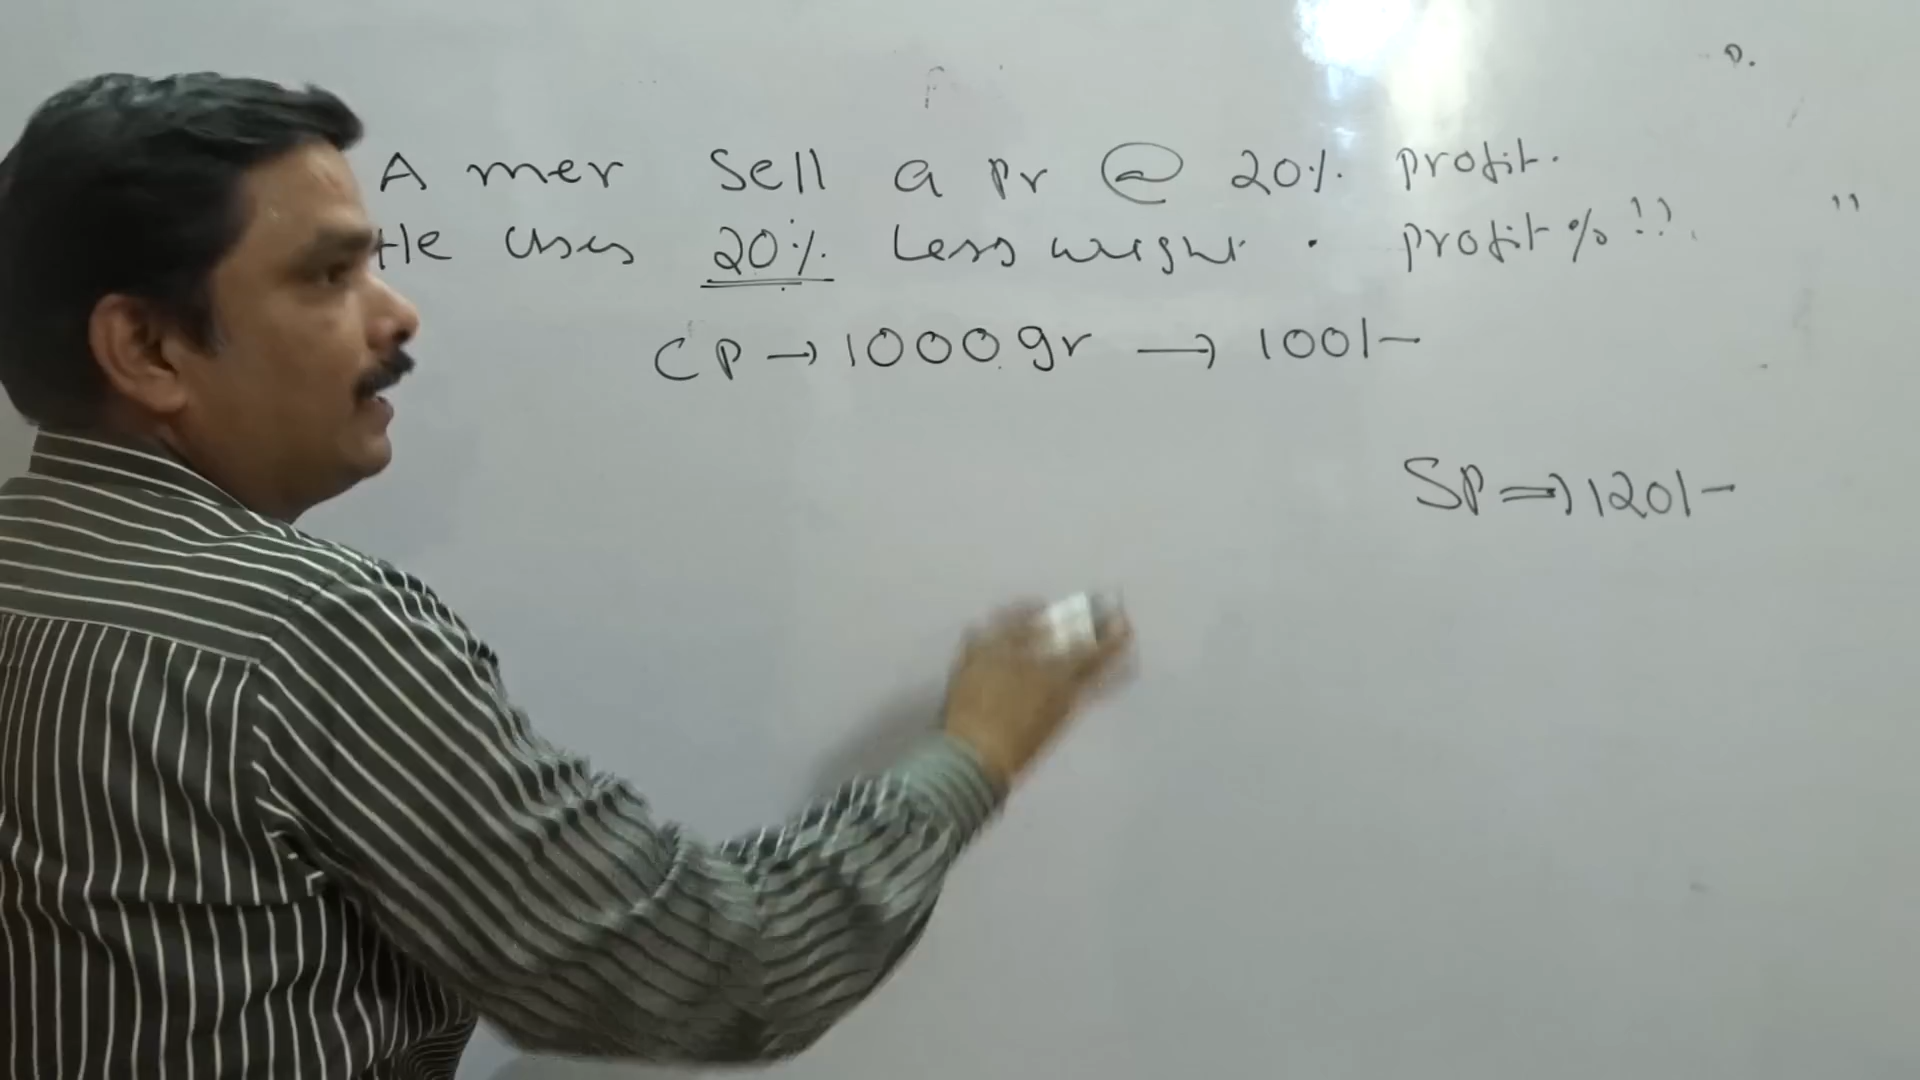 A mer sell a pr @ 20% profit.
He uses 20% less weight. profit % !!
CP → 1000 gr → 100/-
SP ⇒ 120/-